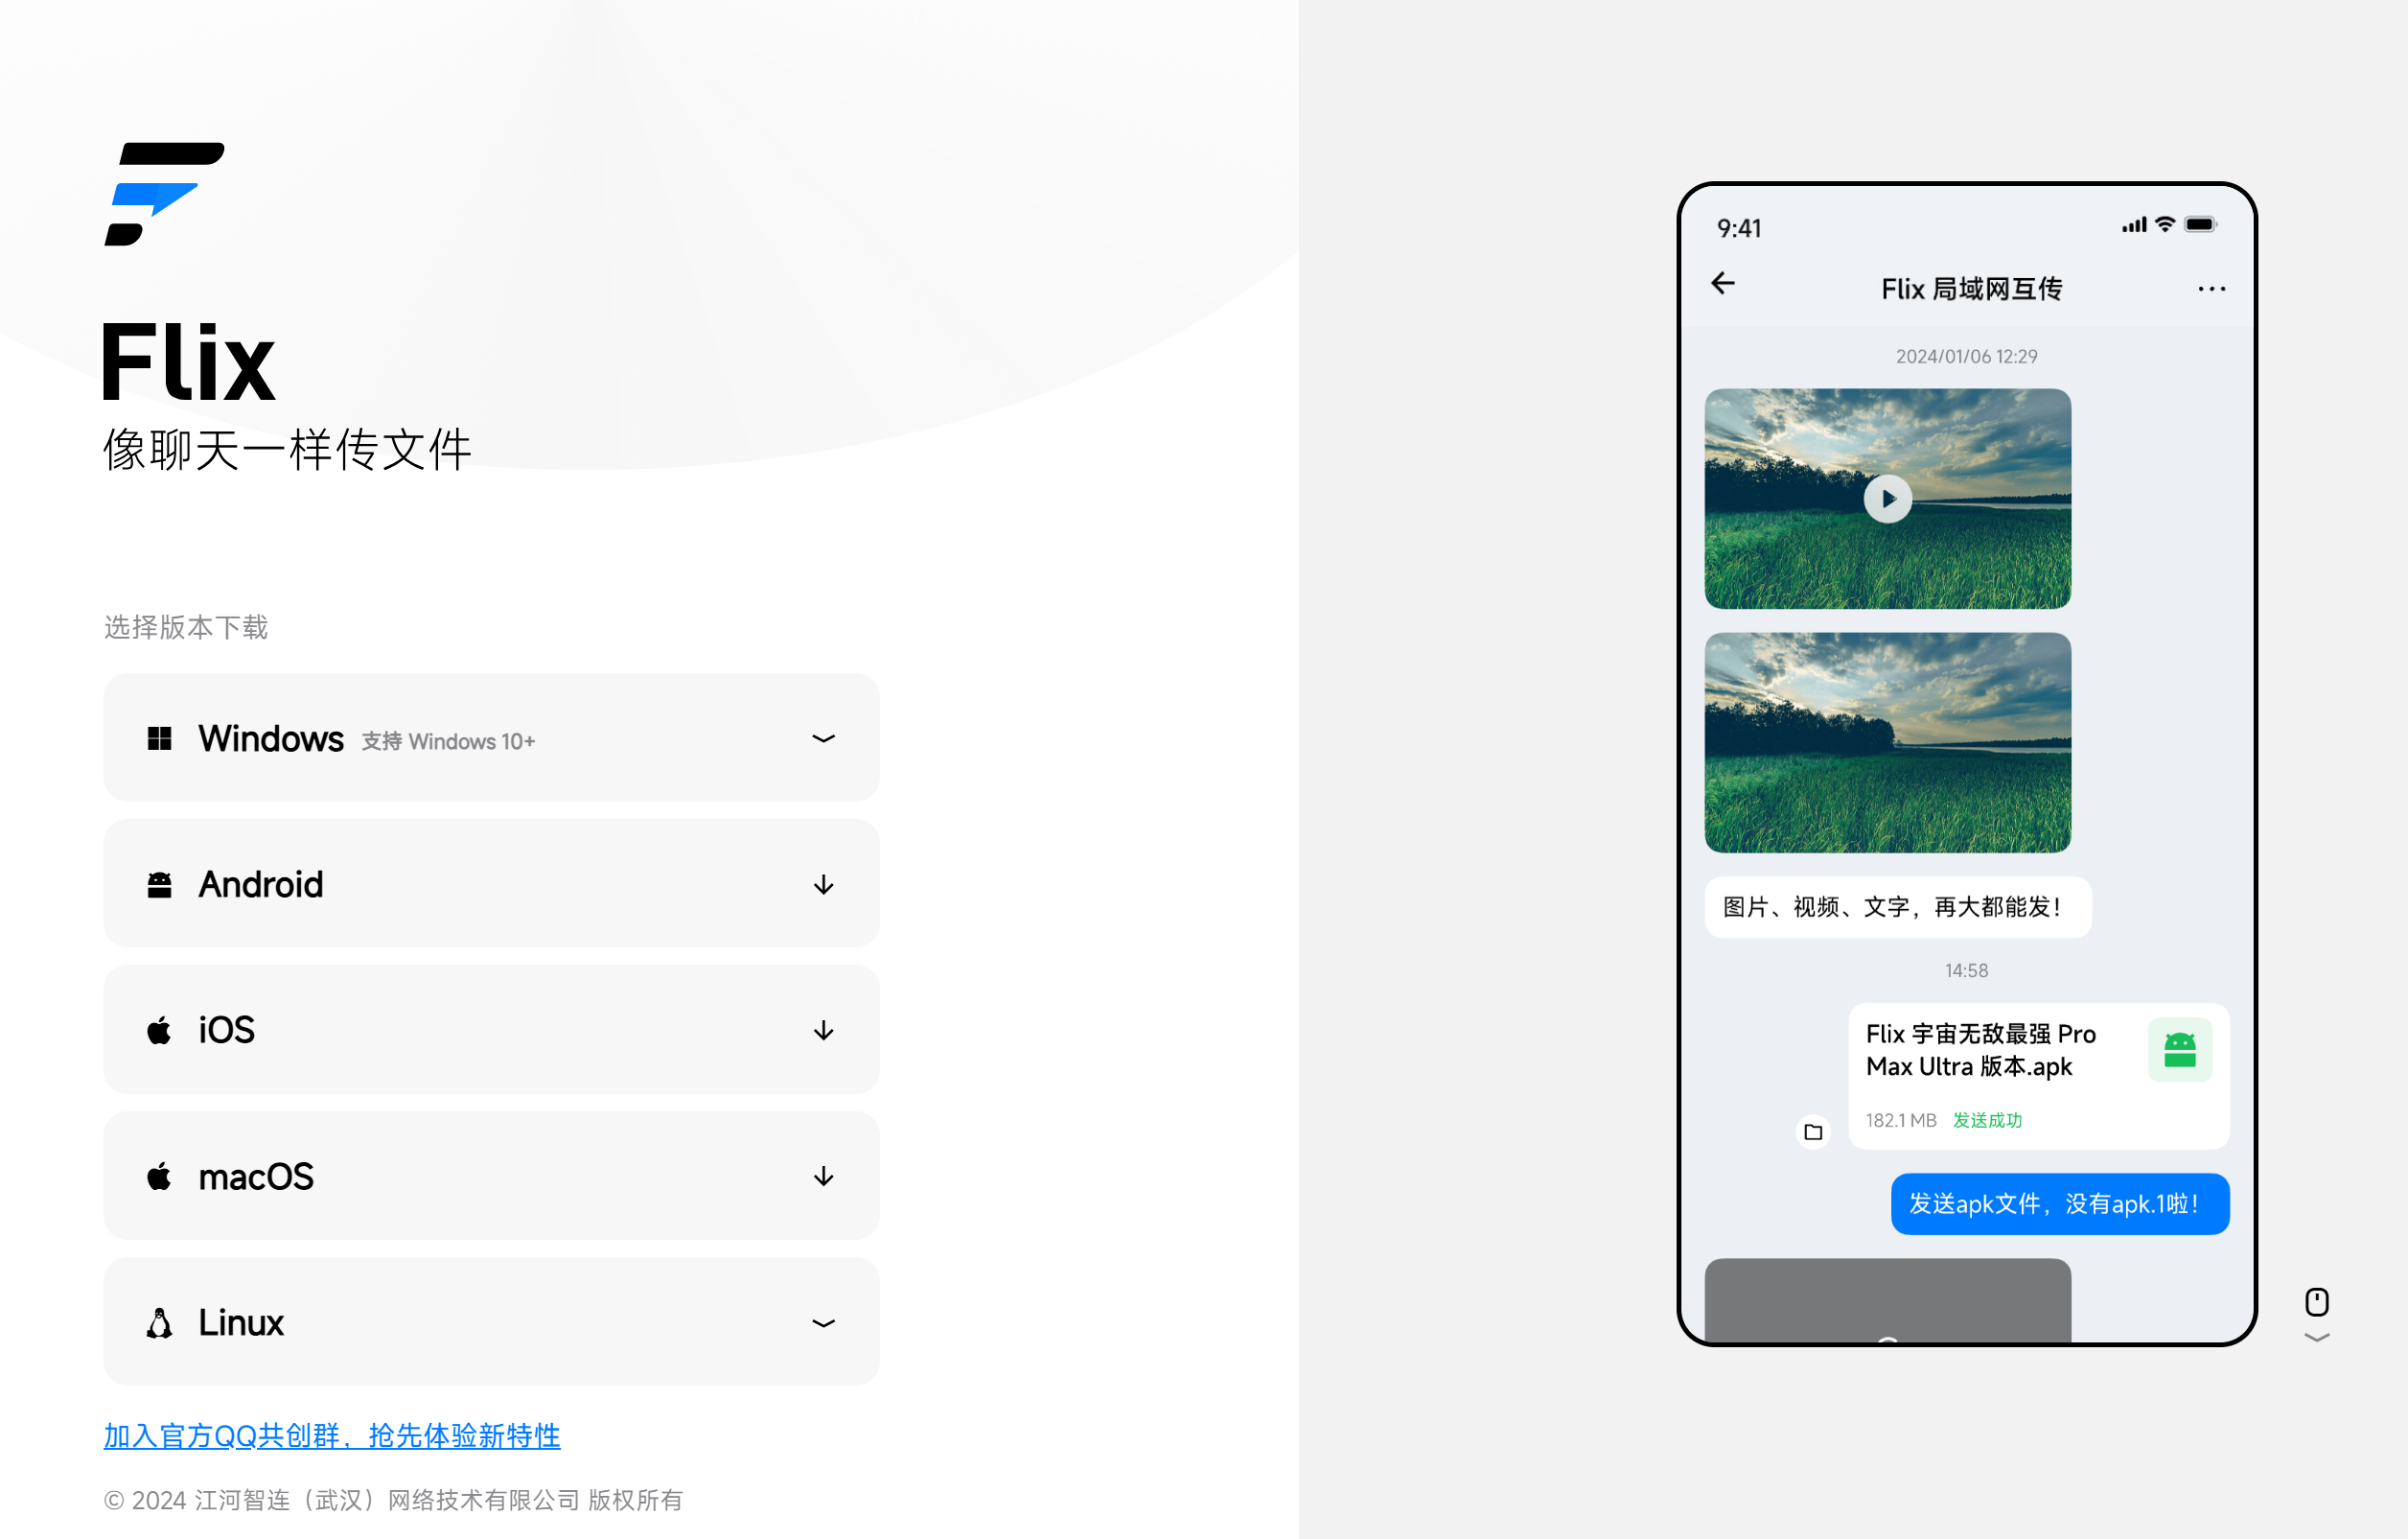 Flix
像聊天一样传文件
选择版本下载
Windows 支持 Windows 10+
Android
iOS
macOS
Linux
加入官方QQ共创群，抢先体验新特性
© 2024 江河智连（武汉）网络技术有限公司 版权所有
9:41
Flix 局域网互传
2024/01/06 12:29
图片、视频、文字，再大都能发！
14:58
Flix 宇宙无敌最强 Pro
Max Ultra 版本.apk
182.1 MB 发送成功
发送apk文件，没有apk.1啦！